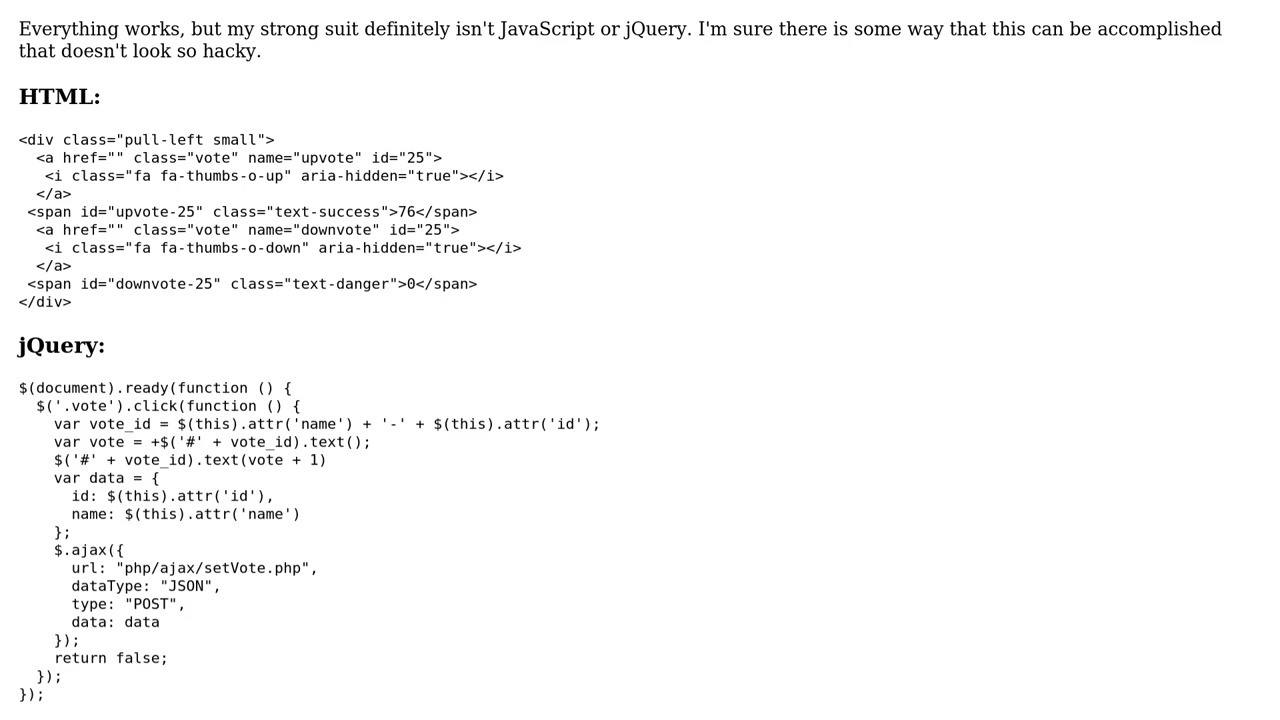 Everything works, but my strong suit definitely isn't JavaScript or jQuery. I'm sure there is some way that this can be accomplished
that doesn't look so hacky.
HTML:
<div class="pull-left small">
  <a href="" class="vote" name="upvote" id="25">
   <i class="fa fa-thumbs-o-up" aria-hidden="true"></i>
  </a>
 <span id="upvote-25" class="text-success">76</span>
  <a href="" class="vote" name="downvote" id="25">
   <i class="fa fa-thumbs-o-down" aria-hidden="true"></i>
  </a>
 <span id="downvote-25" class="text-danger">0</span>
</div>
jQuery:
$(document).ready(function () {
  $('.vote').click(function () {
    var vote_id = $(this).attr('name') + '-' + $(this).attr('id');
    var vote = +$('#' + vote_id).text();
    $('#' + vote_id).text(vote + 1)
    var data = {
      id: $(this).attr('id'),
      name: $(this).attr('name')
    };
    $.ajax({
      url: "php/ajax/setVote.php",
      dataType: "JSON",
      type: "POST",
      data: data
    });
    return false;
  });
});